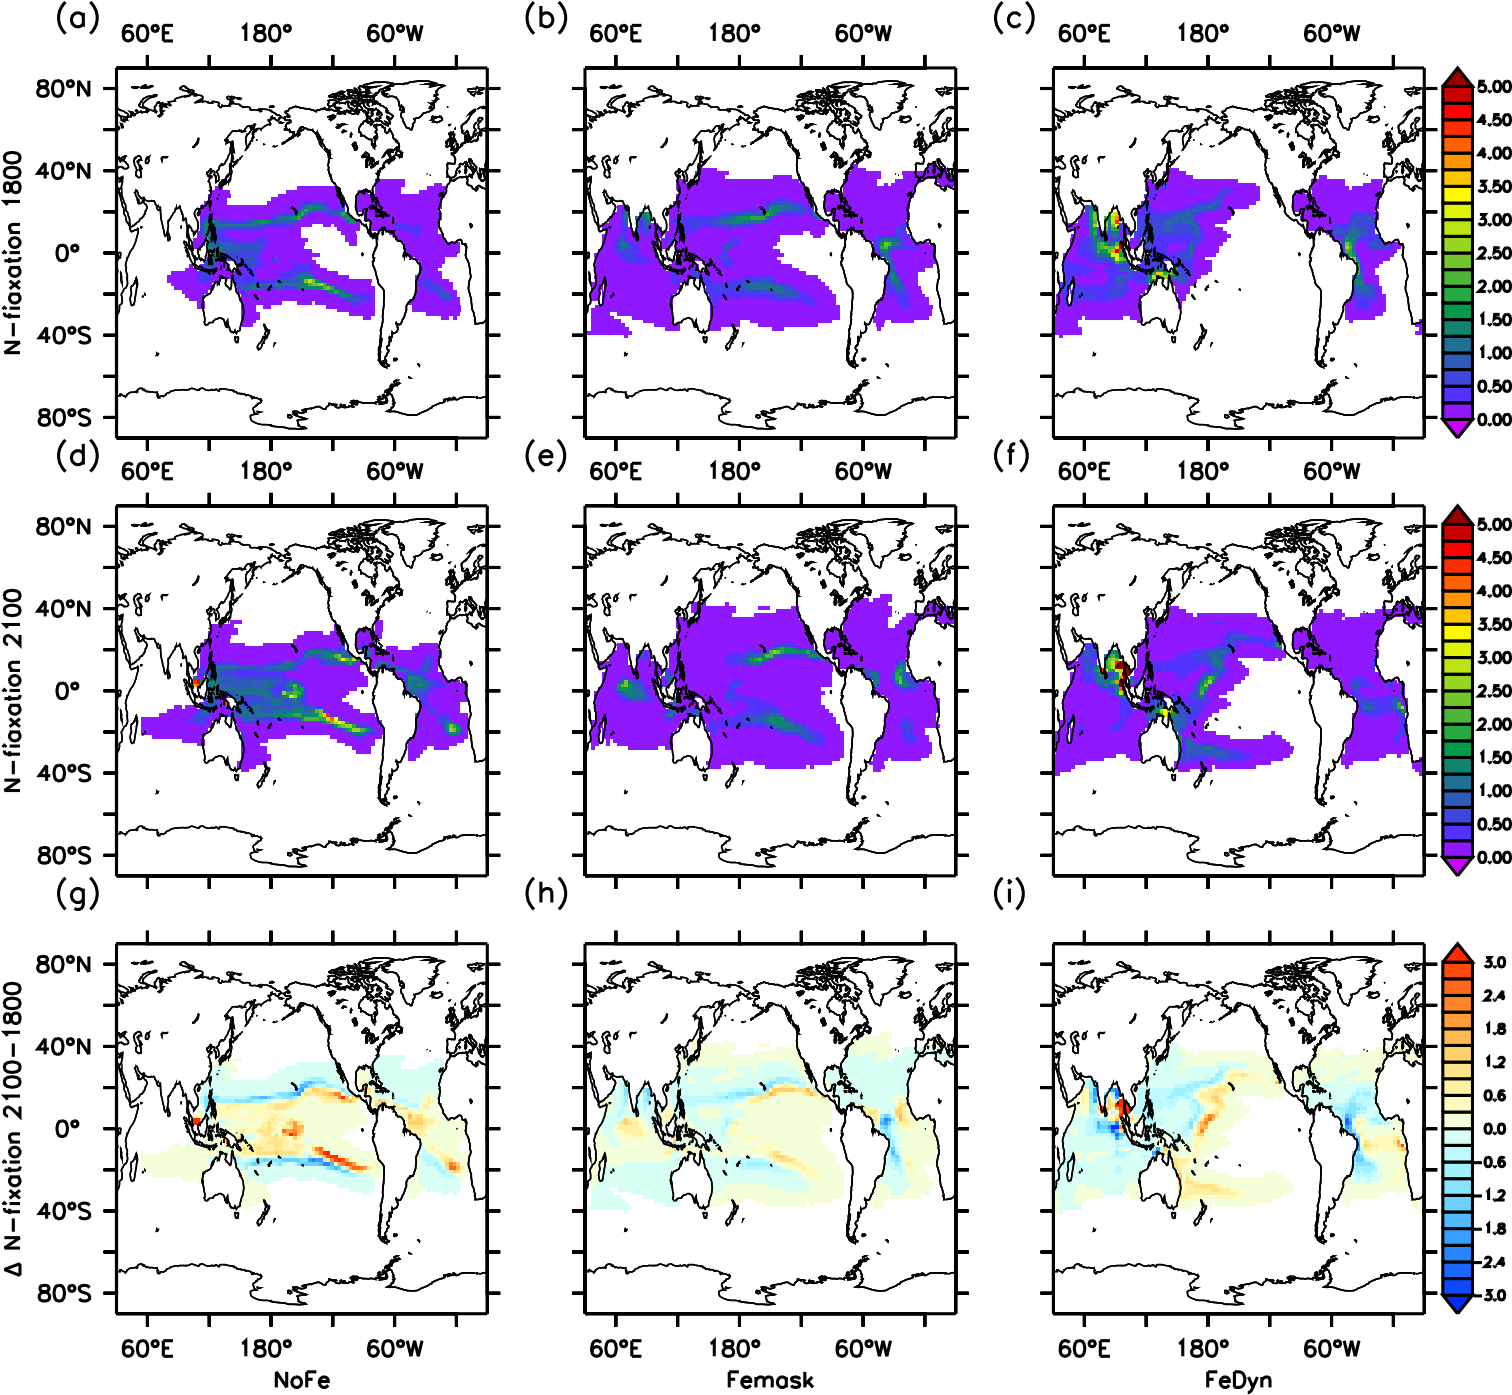 (a) (b) (c)
60°E 180° 60°W 60°E 180° 60°W 60°E 180° 60°W
N-fiaxation 1800
80°N
40°N
0°
40°S
80°S
5.00
4.50
4.00
3.50
3.00
2.50
2.00
1.50
1.00
0.50
0.00
(d) (e) (f)
60°E 180° 60°W 60°E 180° 60°W 60°E 180° 60°W
N-fiaxation 2100
80°N
40°N
0°
40°S
80°S
5.00
4.50
4.00
3.50
3.00
2.50
2.00
1.50
1.00
0.50
0.00
(g) (h) (i)
Δ N-fixation 2100-1800
80°N
40°N
0°
40°S
80°S
3.0
2.4
1.8
1.2
0.6
0.0
-0.6
-1.2
-1.8
-2.4
-3.0
60°E 180° 60°W 60°E 180° 60°W 60°E 180° 60°W
NoFe Femask FeDyn